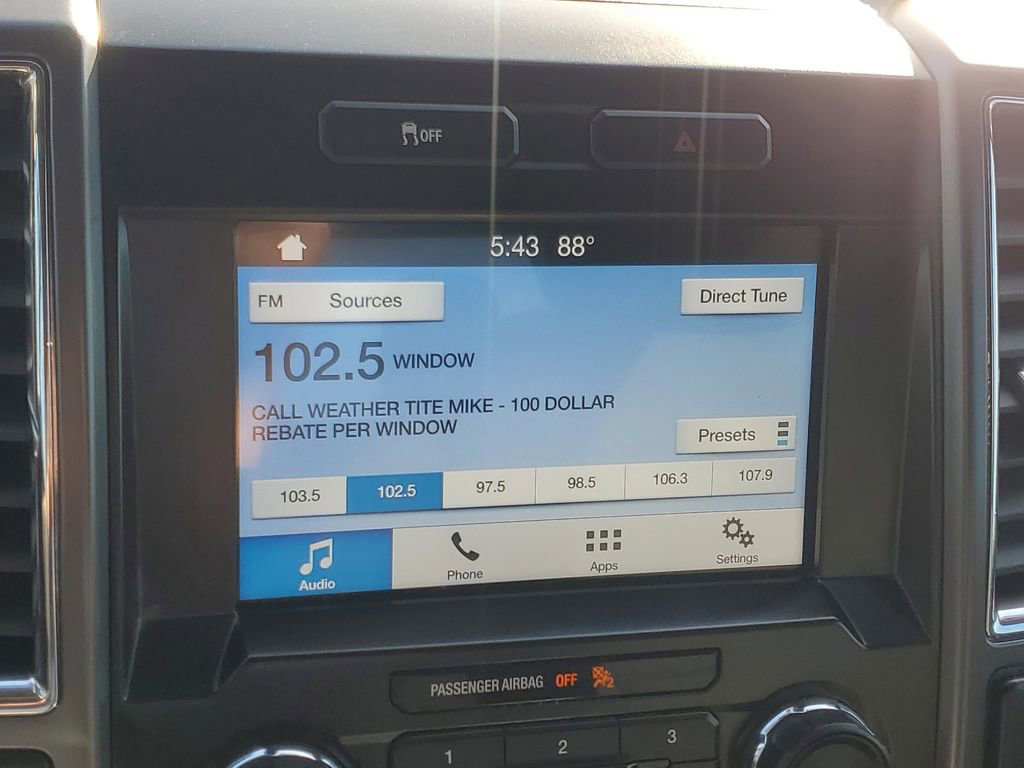 OFF
5:43 88°
FM Sources
Direct Tune
102.5 WINDOW
CALL WEATHER TITE MIKE - 100 DOLLAR
REBATE PER WINDOW
Presets
103.5 102.5 97.5 98.5 106.3 107.9
Audio Phone Apps Settings
PASSENGER AIRBAG OFF 2
1 2 3